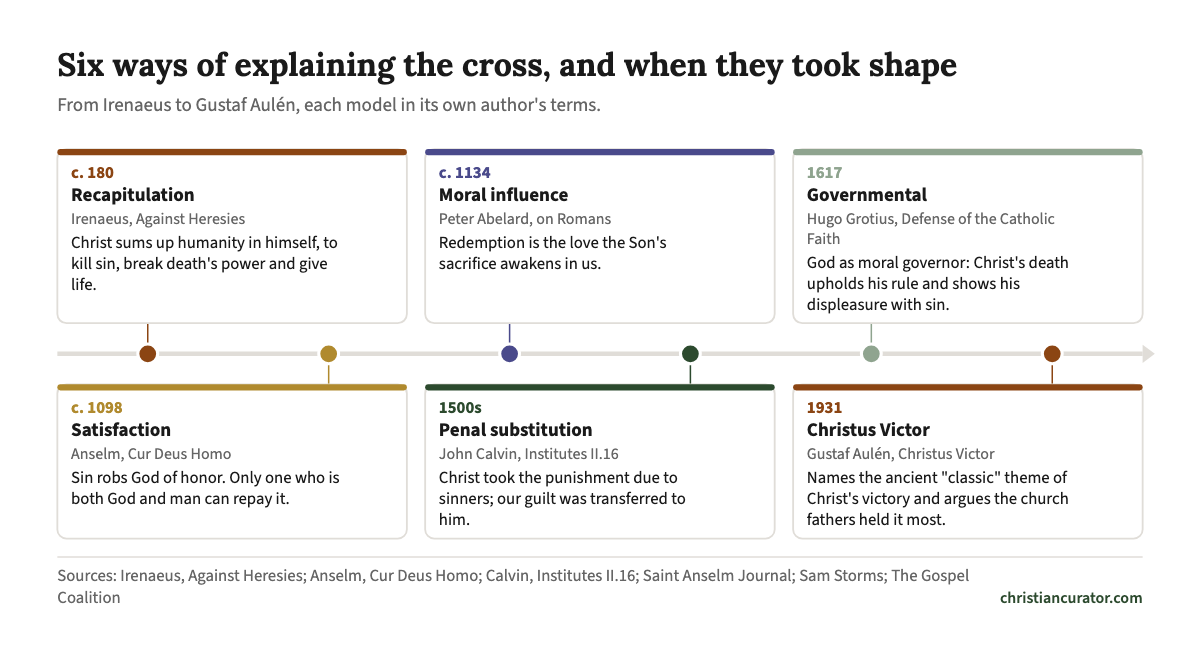 Six ways of explaining the cross, and when they took shape
From Irenaeus to Gustaf Aulén, each model in its own author's terms.
c. 180
Recapitulation
Irenaeus, Against Heresies
Christ sums up humanity in himself, to
kill sin, break death's power and give
life.
c. 1134
Moral influence
Peter Abelard, on Romans
Redemption is the love the Son's
sacrifice awakens in us.
1617
Governmental
Hugo Grotius, Defense of the Catholic
Faith
God as moral governor: Christ's death
upholds his rule and shows his
displeasure with sin.
c. 1098
Satisfaction
Anselm, Cur Deus Homo
Sin robs God of honor. Only one who is
both God and man can repay it.
1500s
Penal substitution
John Calvin, Institutes II.16
Christ took the punishment due to
sinners; our guilt was transferred to
him.
1931
Christus Victor
Gustaf Aulén, Christus Victor
Names the ancient "classic" theme of
Christ's victory and argues the church
fathers held it most.
Sources: Irenaeus, Against Heresies; Anselm, Cur Deus Homo; Calvin, Institutes II.16; Saint Anselm Journal; Sam Storms; The Gospel
Coalition
christiancurator.com